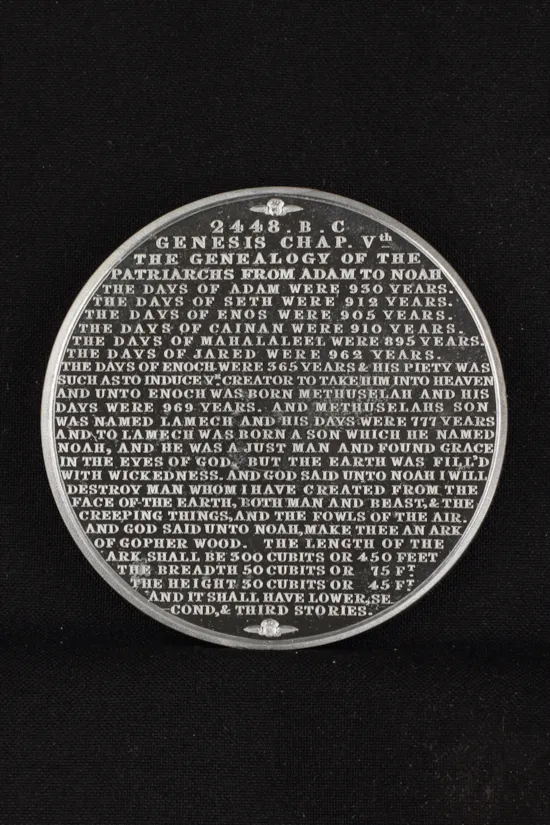 2448.B.C
GENESIS CHAP. Vth
THE GENEALOGY OF THE
PATRIARCHS FROM ADAM TO NOAH
THE DAYS OF ADAM WERE 930 YEARS.
THE DAYS OF SETH WERE 912 YEARS.
THE DAYS OF ENOS WERE 905 YEARS.
THE DAYS OF CAINAN WERE 910 YEARS.
THE DAYS OF MAHALALEEL WERE 895 YEARS.
THE DAYS OF JARED WERE 962 YEARS.
THE DAYS OF ENOCH WERE 365 YEARS & HIS PIETY WAS
SUCH AS TO INDUCE Ye CREATOR TO TAKE HIM INTO HEAVEN
AND UNTO ENOCH WAS BORN METHUSELAH AND HIS
DAYS WERE 969 YEARS. AND METHUSELAHS SON
WAS NAMED LAMECH AND HIS DAYS WERE 777 YEARS
AND TO LAMECH WAS BORN A SON WHICH HE NAMED
NOAH, AND HE WAS A JUST MAN AND FOUND GRACE
IN THE EYES OF GOD. BUT THE EARTH WAS FILL'D
WITH WICKEDNESS. AND GOD SAID UNTO NOAH I WILL
DESTROY MAN WHOM I HAVE CREATED FROM THE
FACE OF THE EARTH, BOTH MAN AND BEAST, & THE
CREEPING THINGS, AND THE FOWLS OF THE AIR.
AND GOD SAID UNTO NOAH, MAKE THEE AN ARK
OF GOPHER WOOD. THE LENGTH OF THE
ARK SHALL BE 300 CUBITS OR 450 FEET
THE BREADTH 50 CUBITS OR 75 FT
THE HEIGHT 30 CUBITS OR 45 FT
AND IT SHALL HAVE LOWER, SE
COND, & THIRD STORIES.